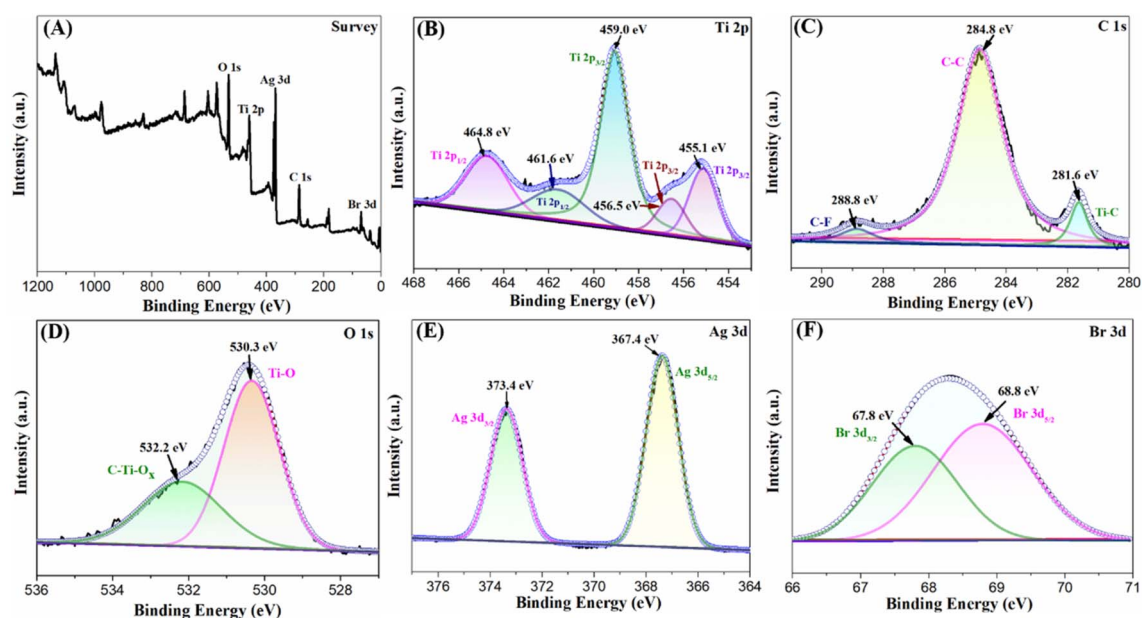 (A)
Survey
O 1s
Ag 3d
Ti 2p
C 1s
Br 3d
Intensity (a.u.)
1200 1000 800 600 400 200 0
Binding Energy (eV)
(B)
Ti 2p
459.0 eV
Ti 2p3/2
464.8 eV
Ti 2p1/2
461.6 eV
Ti 2p1/2
Ti 2p3/2
456.5 eV
455.1 eV
Ti 2p3/2
Intensity (a.u.)
468 466 464 462 460 458 456 454
Binding Energy (eV)
(C)
C 1s
284.8 eV
C-C
288.8 eV
C-F
281.6 eV
Ti-C
Intensity (a.u.)
290 288 286 284 282 280
Binding Energy (eV)
(D)
O 1s
530.3 eV
Ti-O
532.2 eV
C-Ti-Ox
Intensity (a.u.)
536 534 532 530 528
Binding Energy (eV)
(E)
Ag 3d
367.4 eV
Ag 3d5/2
373.4 eV
Ag 3d3/2
Intensity (a.u.)
376 374 372 370 368 366 364
Binding Energy (eV)
(F)
Br 3d
68.8 eV
67.8 eV
Br 3d5/2
Br 3d3/2
Intensity (a.u.)
66 67 68 69 70 71
Binding Energy (eV)